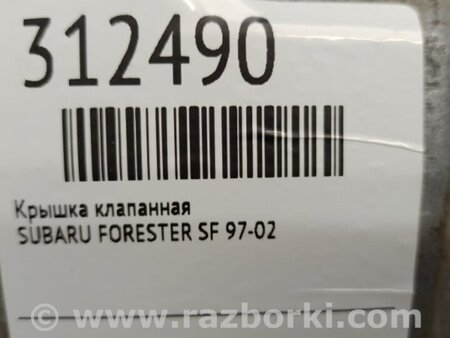 312490
Крышка клапанная
SUBARU FORESTER SF 97-02
www.razborki.com